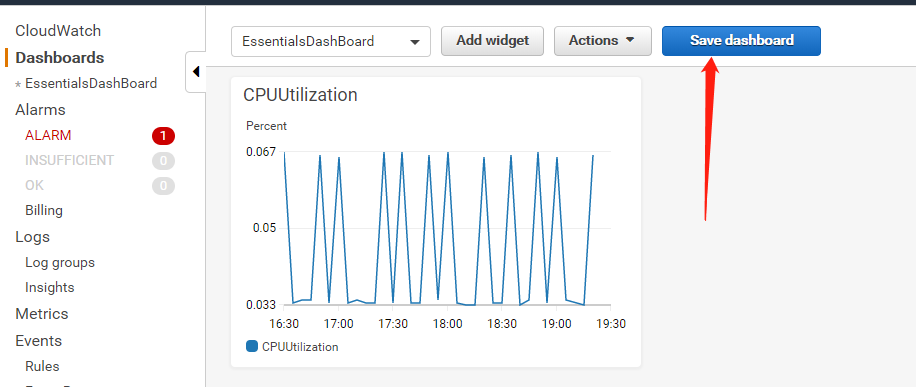 CloudWatch
Dashboards
* EssentialsDashBoard
Alarms
ALARM 1
INSUFFICIENT 0
OK 0
Billing
Logs
Log groups
Insights
Metrics
Events
Rules
EssentialsDashBoard Add widget Actions Save dashboard
CPUUtilization
Percent
0.067
0.05
0.033
16:30 17:00 17:30 18:00 18:30 19:00 19:30
CPUUtilization